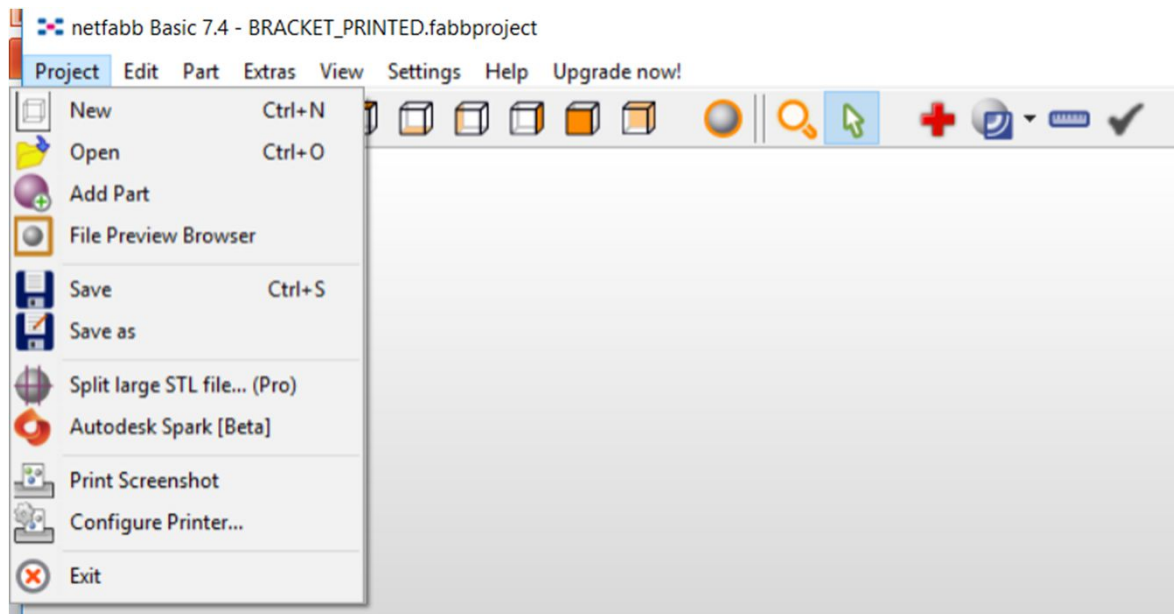 netfabb Basic 7.4 - BRACKET_PRINTED.fabbproject
Project Edit Part Extras View Settings Help Upgrade now!
New Ctrl+N
Open Ctrl+O
Add Part
File Preview Browser
Save Ctrl+S
Save as
Split large STL file... (Pro)
Autodesk Spark [Beta]
Print Screenshot
Configure Printer...
Exit